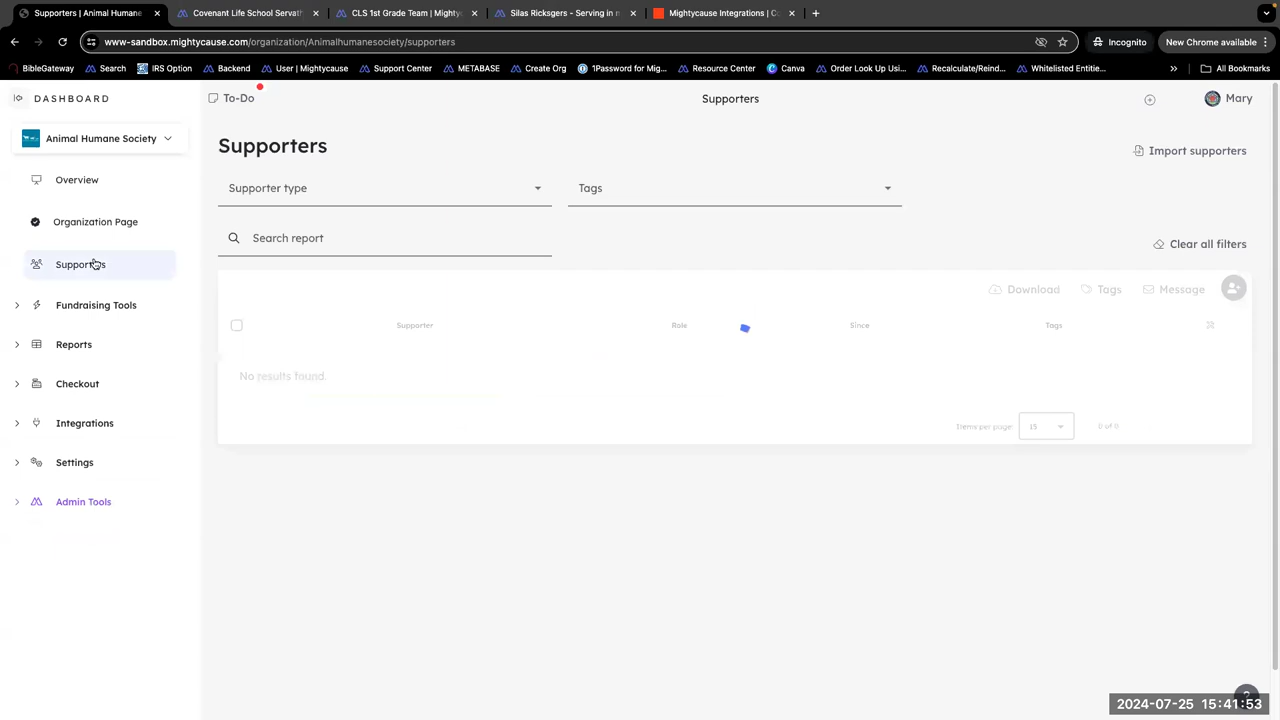 Supporters | Animal Humane
Covenant Life School Servath
CLS 1st Grade Team | Mighty
Silas Ricksgers - Serving in n
Mightycause Integrations | C
www-sandbox.mightycause.com/organization/Animalhumanesociety/supporters
Incognito
New Chrome available
BibleGateway
Search
IRS Option
Backend
User | Mightycause
Support Center
METABASE
Create Org
1Password for Mig...
Resource Center
Canva
Order Look Up Usi...
Recalculate/Reind...
Whitelisted Entitie...
»
All Bookmarks
DASHBOARD
To-Do
Supporters
Mary
Animal Humane Society
Supporters
Import supporters
Overview
Supporter type
Tags
Organization Page
Search report
Clear all filters
Supporters
Download
Tags
Message
Fundraising Tools
Supporter
Role
Since
Tags
Reports
No results found.
Checkout
Integrations
Items per page:
15
0 of 0
Settings
Admin Tools
?
2024-07-25 15:41:53